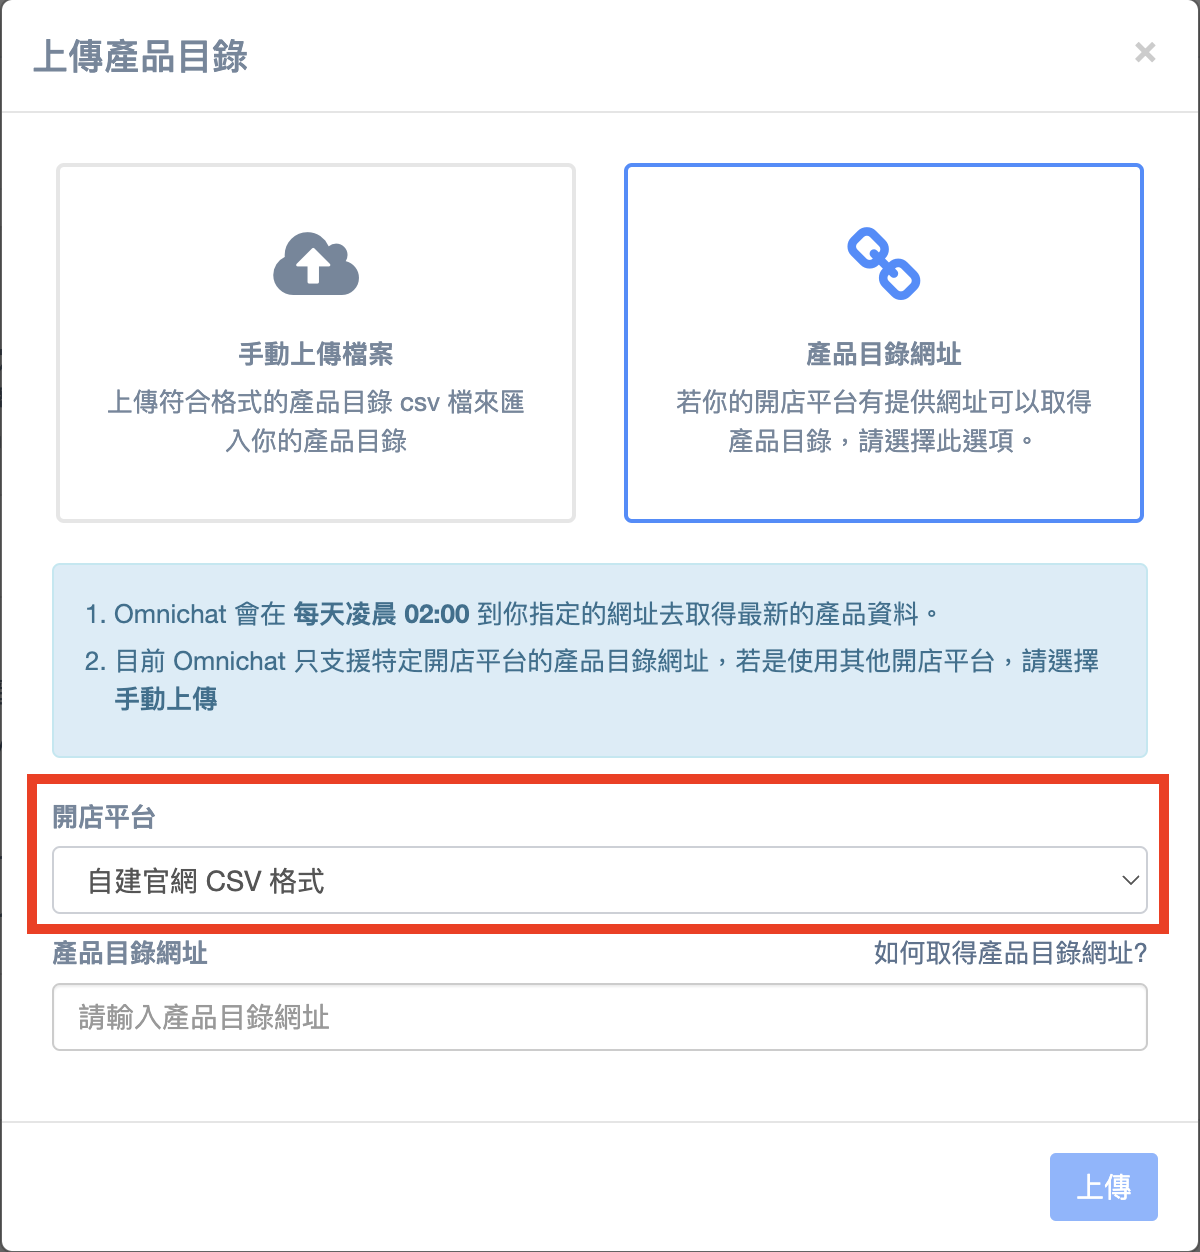 上傳產品目錄
×
手動上傳檔案
上傳符合格式的產品目錄 csv 檔來匯
入你的產品目錄
產品目錄網址
若你的開店平台有提供網址可以取得
產品目錄，請選擇此選項。
1. Omnichat 會在 每天凌晨 02:00 到你指定的網址去取得最新的產品資料。
2. 目前 Omnichat 只支援特定開店平台的產品目錄網址，若是使用其他開店平台，請選擇
手動上傳
開店平台
自建官網 CSV 格式
產品目錄網址
如何取得產品目錄網址?
請輸入產品目錄網址
上傳